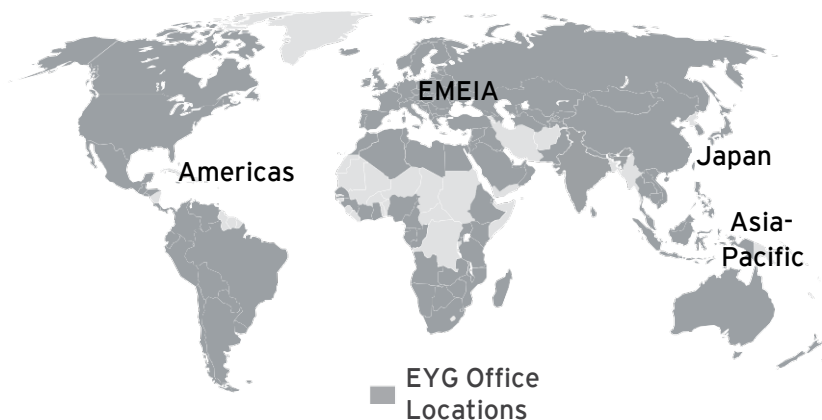 EMEIA
Americas
Japan
Asia-
Pacific
EYG Office
Locations